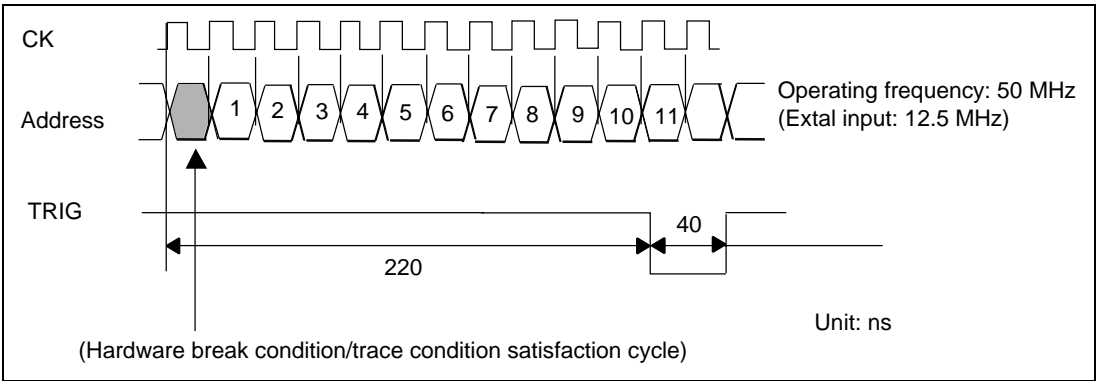 CK
Address
1 2 3 4 5 6 7 8 9 10 11
Operating frequency: 50 MHz
(Extal input: 12.5 MHz)
TRIG
40
220
Unit: ns
(Hardware break condition/trace condition satisfaction cycle)